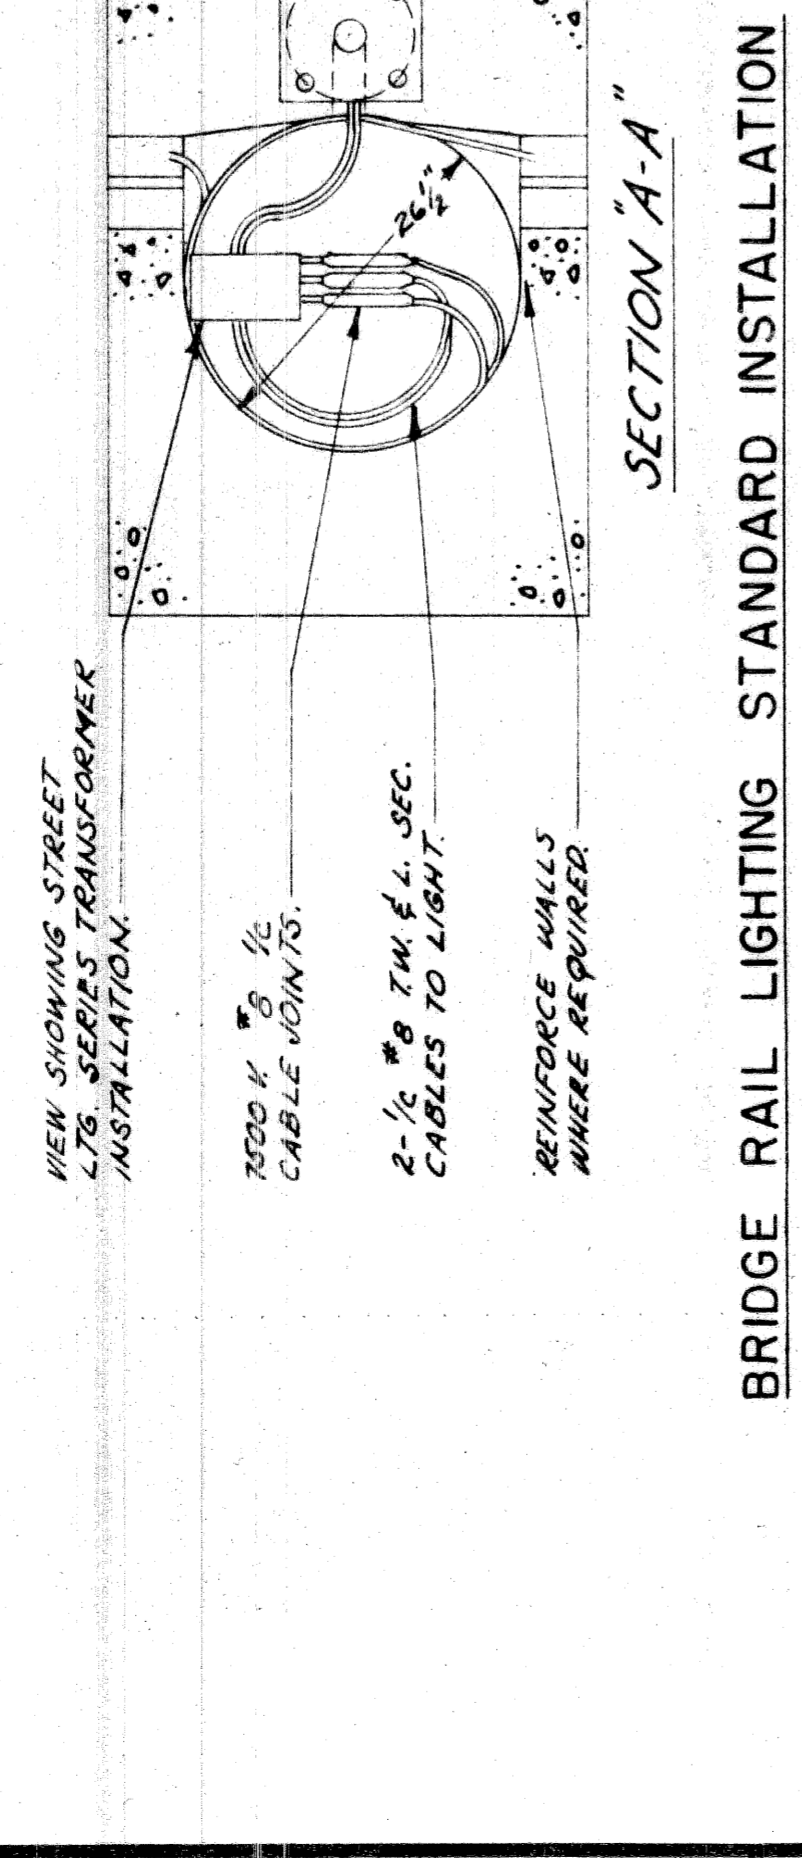 VIEW SHOWING STREET
LTG. SERIES TRANSFORMER
INSTALLATION.
7500 V. #8 1/C
CABLE JOINTS.
2-1/C #8 T.W. & L. SEC.
CABLES TO LIGHT.
REINFORCE WALLS
WHERE REQUIRED.
26 1/2"
SECTION "A-A"
BRIDGE RAIL LIGHTING STANDARD INSTALLATION